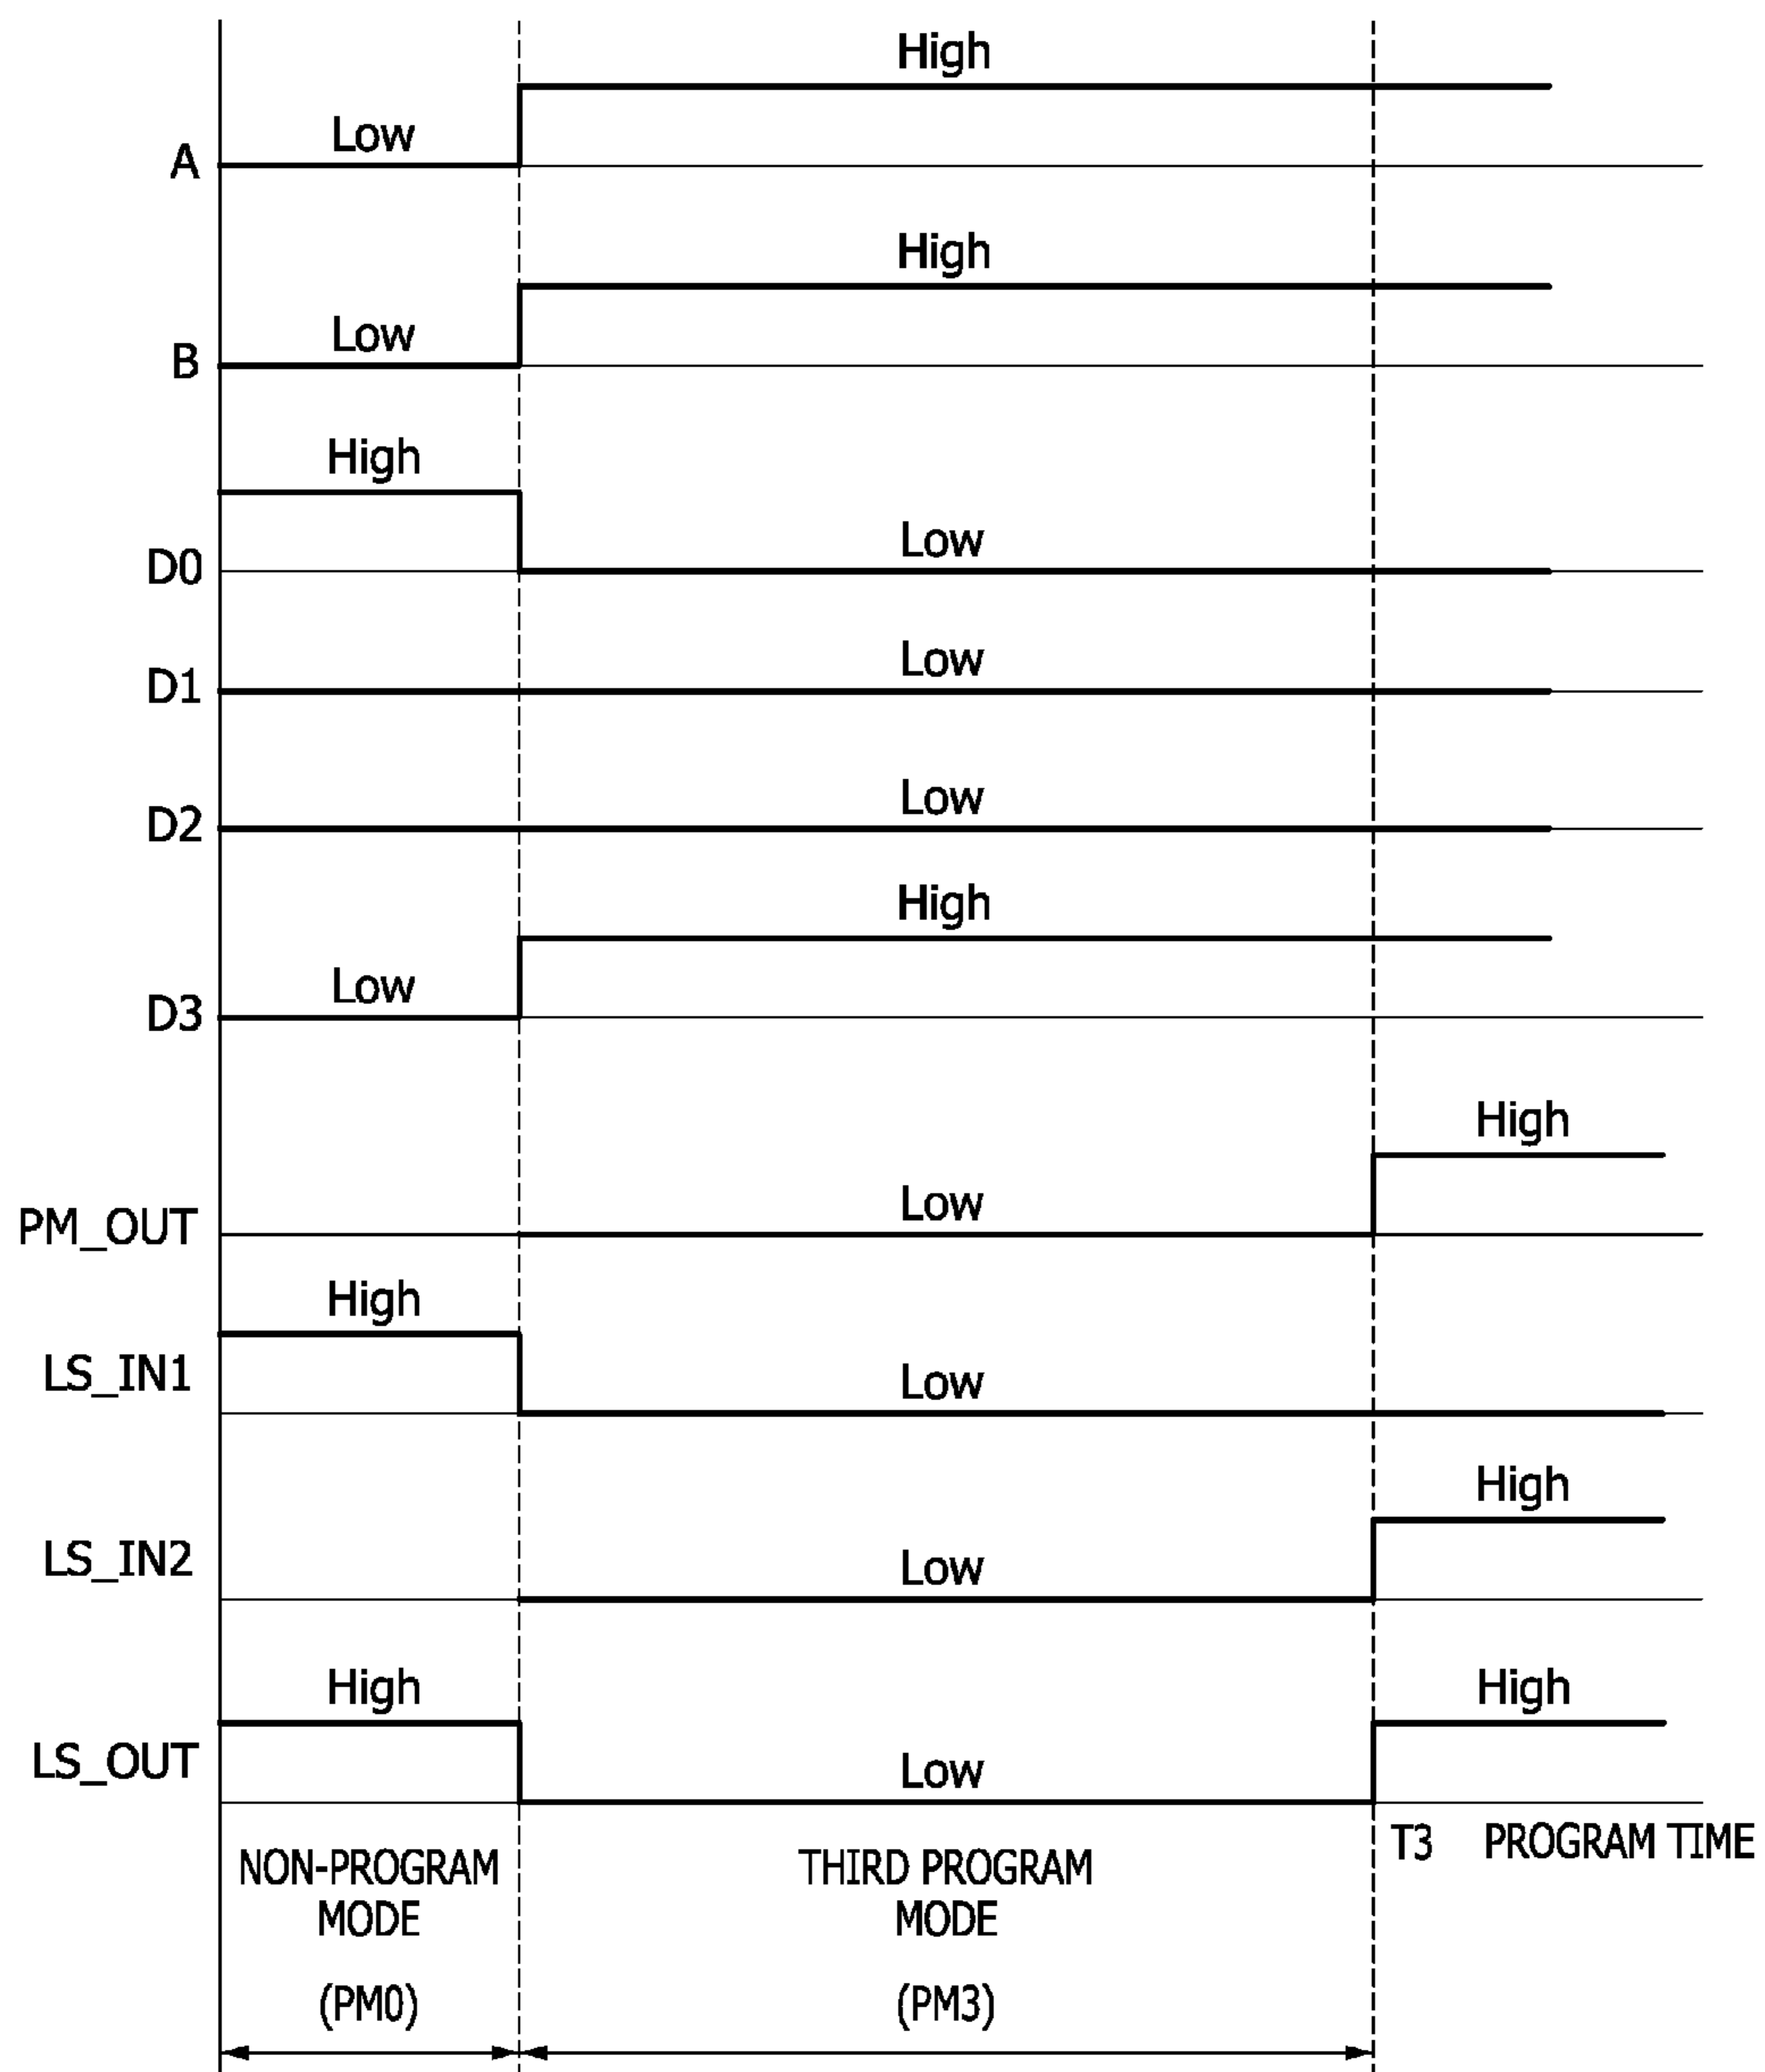 High
Low
A
High
Low
B
High
Low
D0
Low
D1
Low
D2
High
Low
D3
High
Low
PM_OUT
High
Low
LS_IN1
High
Low
LS_IN2
High
High
Low
LS_OUT
T3 PROGRAM TIME
NON-PROGRAM
MODE
(PM0)
THIRD PROGRAM
MODE
(PM3)